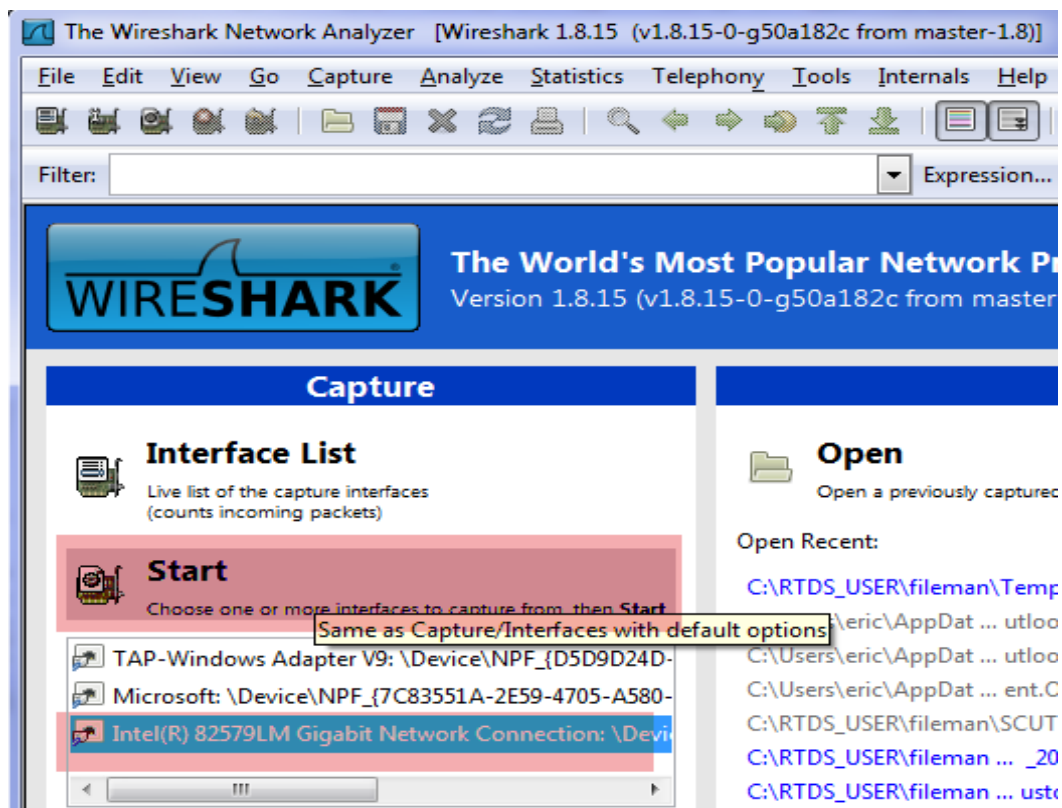 The Wireshark Network Analyzer [Wireshark 1.8.15 (v1.8.15-0-g50a182c from master-1.8)]
File Edit View Go Capture Analyze Statistics Telephony Tools Internals Help
Filter: Expression...
WIRESHARK
The World's Most Popular Network Pr
Version 1.8.15 (v1.8.15-0-g50a182c from master
Capture
Interface List
Live list of the capture interfaces
(counts incoming packets)
Start
Choose one or more interfaces to capture from, then Start
Same as Capture/Interfaces with default options
TAP-Windows Adapter V9: \Device\NPF_{D5D9D24D-
Microsoft: \Device\NPF_{7C83551A-2E59-4705-A580-
Intel(R) 82579LM Gigabit Network Connection: \Devic
Open
Open a previously captured
Open Recent:
C:\RTDS_USER\fileman\Temp
\eric\AppDat ... utloo
C:\Users\eric\AppDat ... utloo
C:\Users\eric\AppDat ... ent.O
C:\RTDS_USER\fileman\SCUT
C:\RTDS_USER\fileman ... _20
C:\RTDS_USER\fileman ... usto